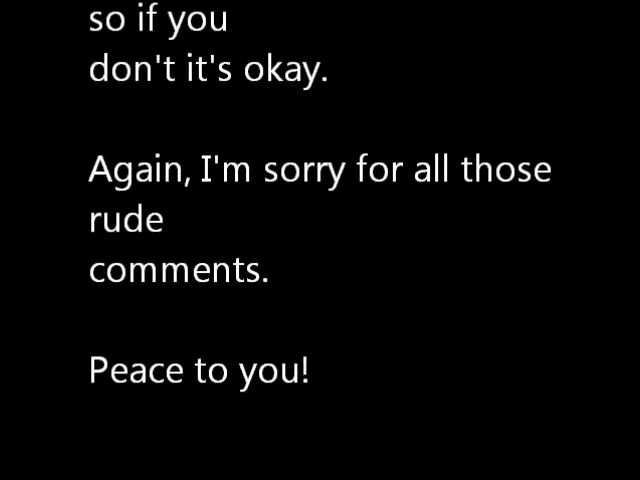 so if you
don't it's okay.
Again, I'm sorry for all those
rude
comments.
Peace to you!